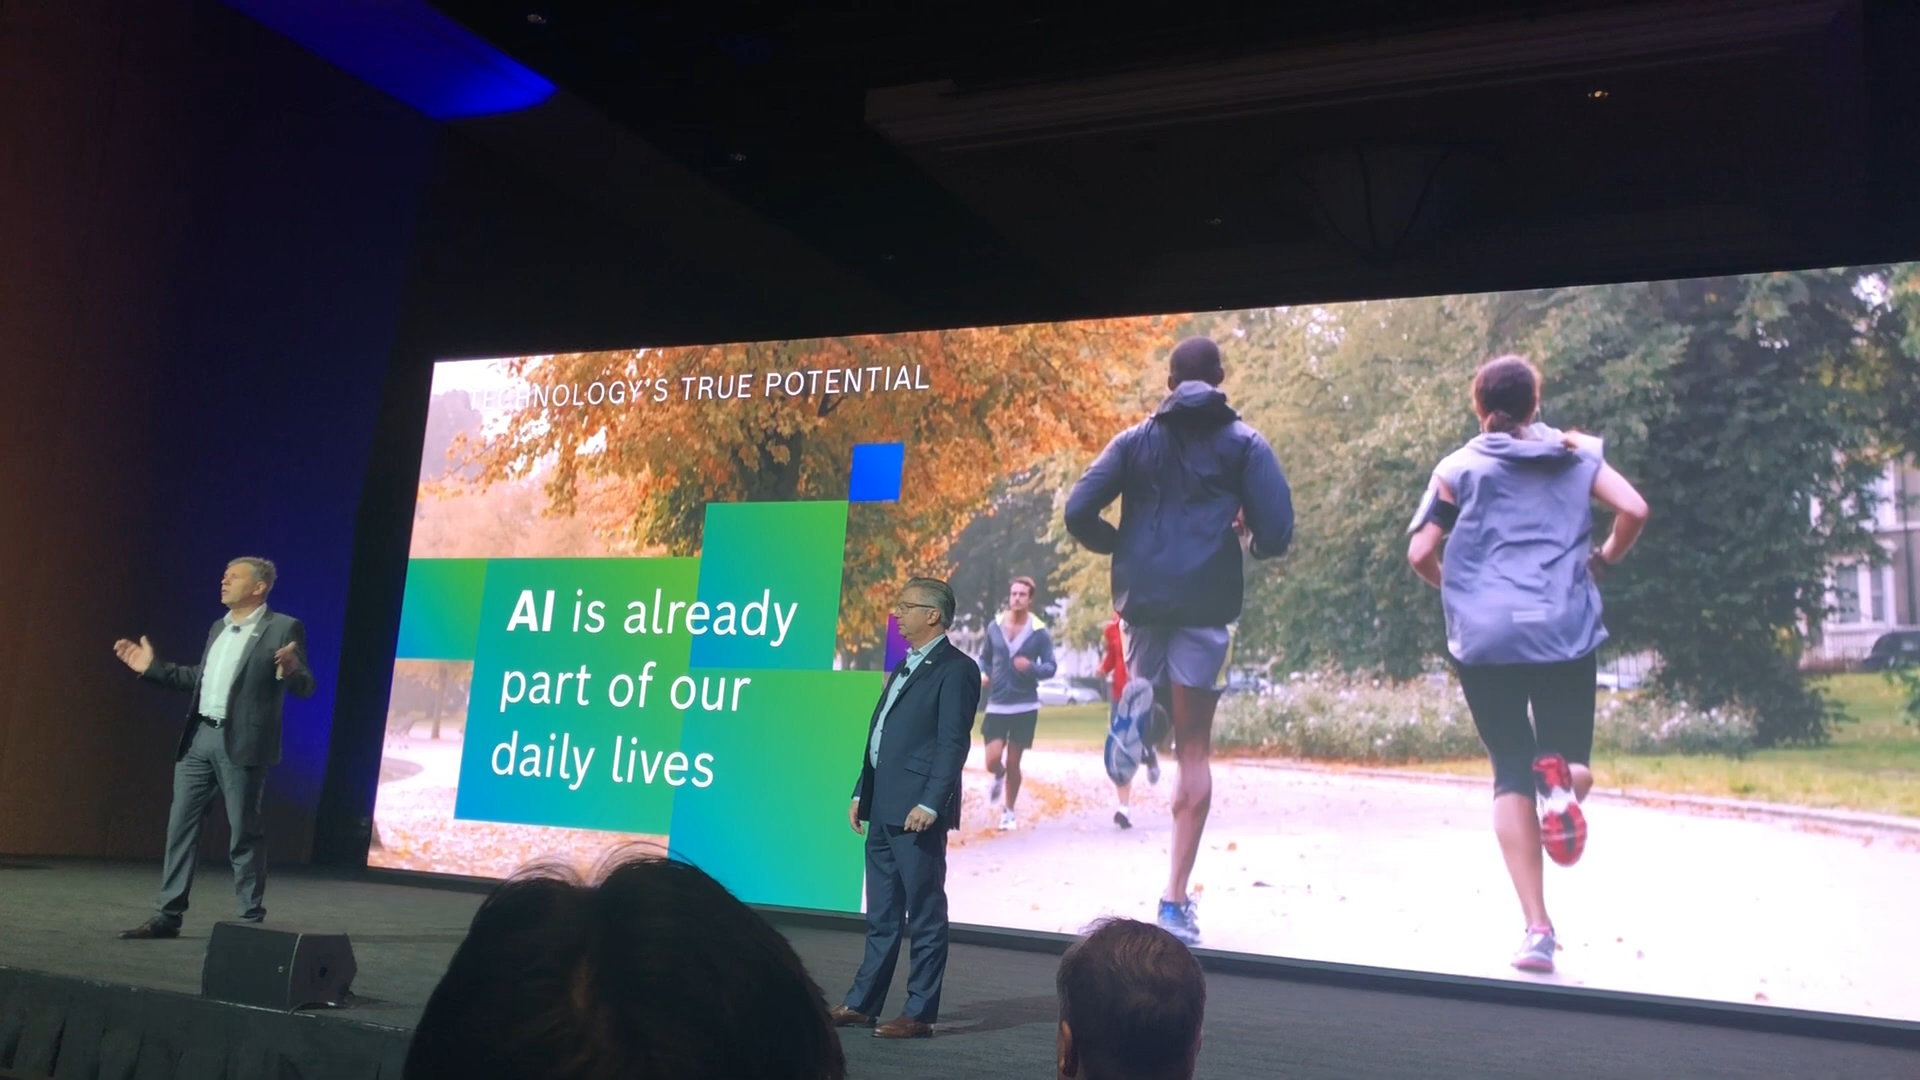 TECHNOLOGY'S TRUE POTENTIAL
AI is already
part of our
daily lives